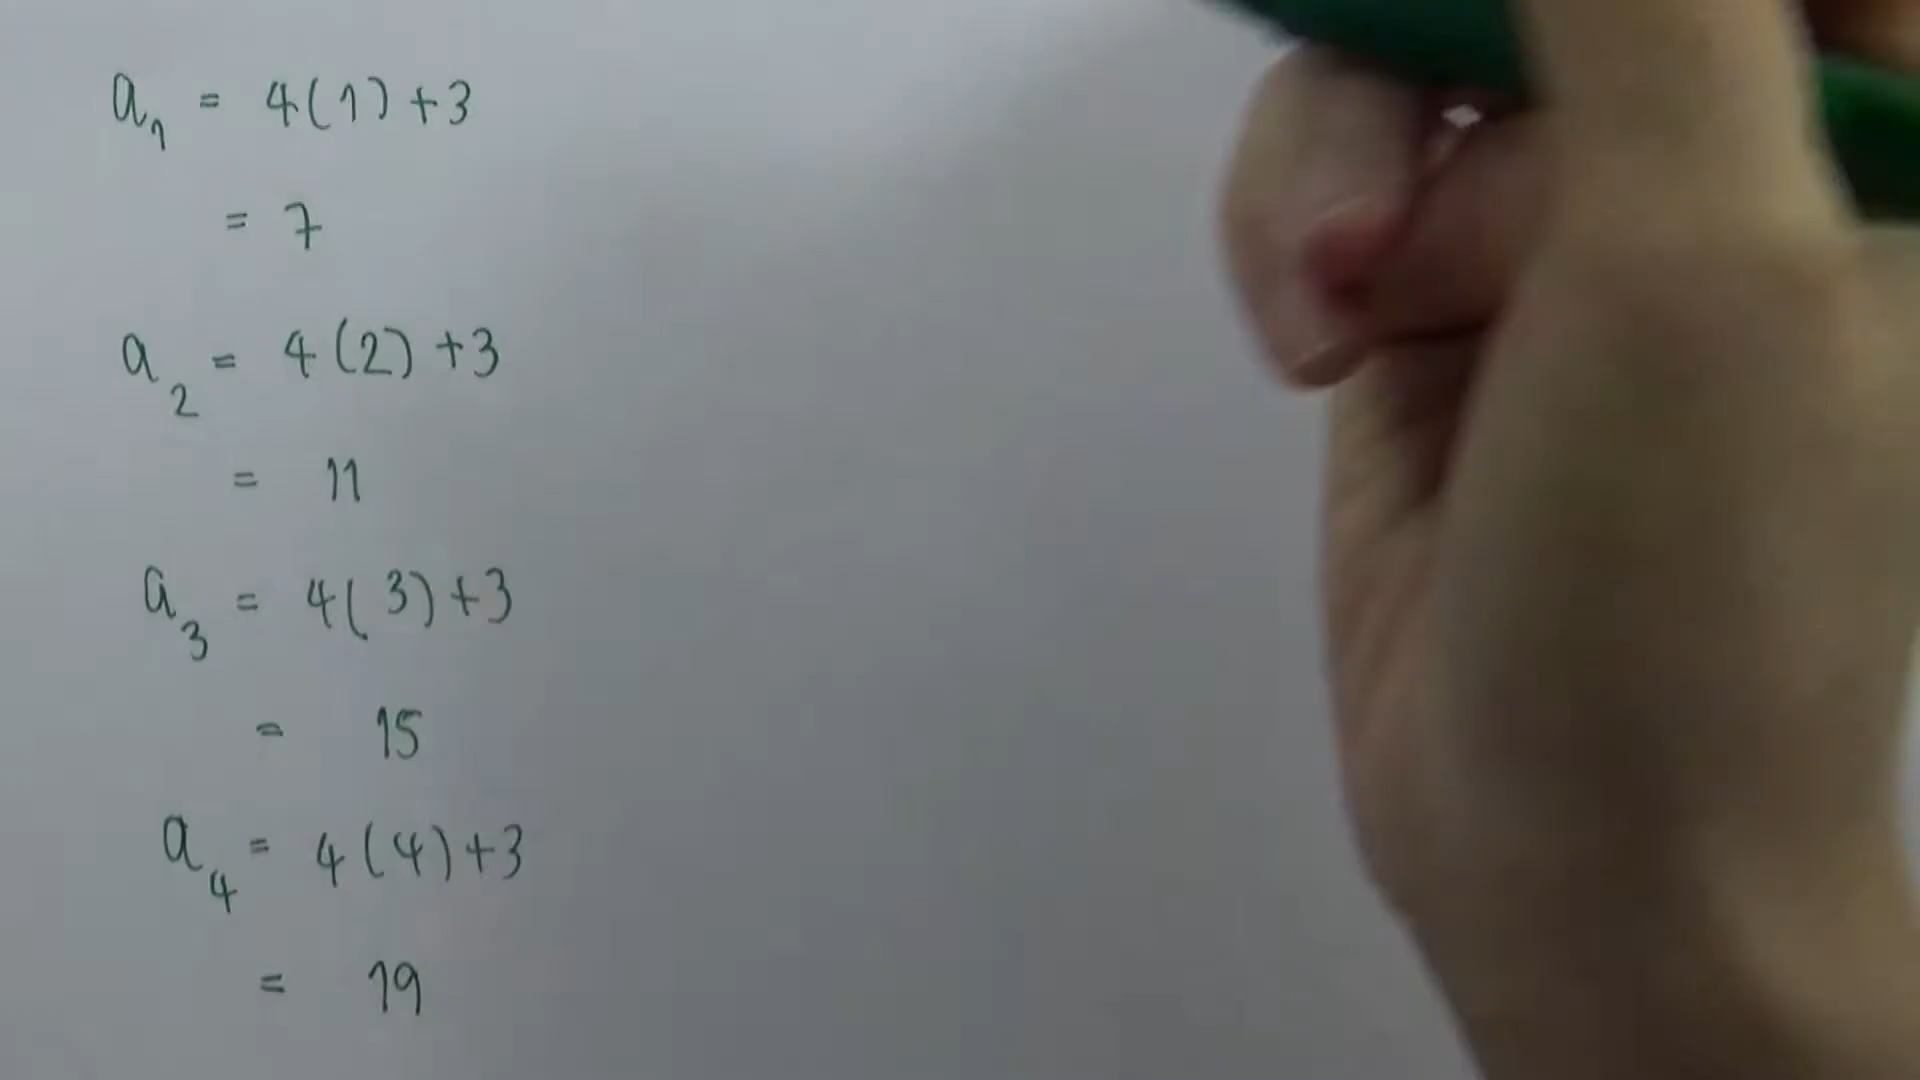 a₁ = 4(1)+3
= 7
a₂ = 4(2)+3
= 11
a₃ = 4(3)+3
= 15
a₄ = 4(4)+3
= 19